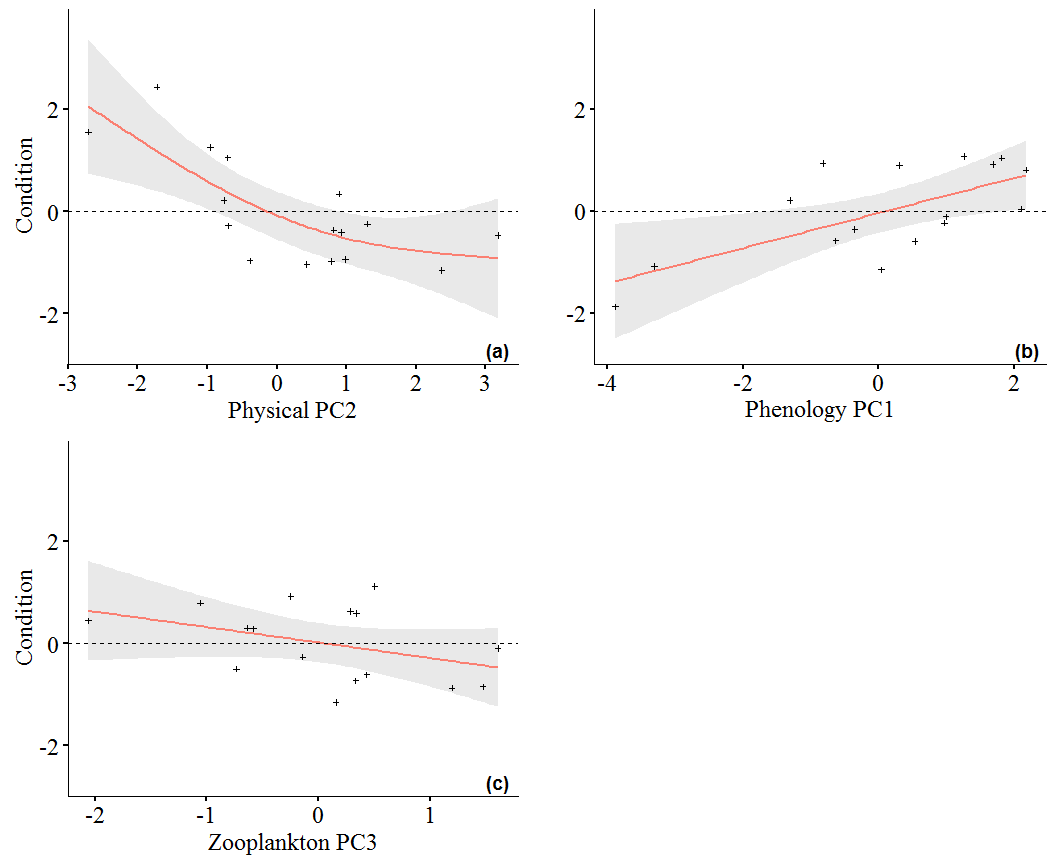 2
0
-2
Condition
-3 -2 -1 0 1 2 3
Physical PC2
(a)
2
0
-2
-4 -2 0 2
Phenology PC1
(b)
2
0
-2
Condition
-2 -1 0 1
Zooplankton PC3
(c)